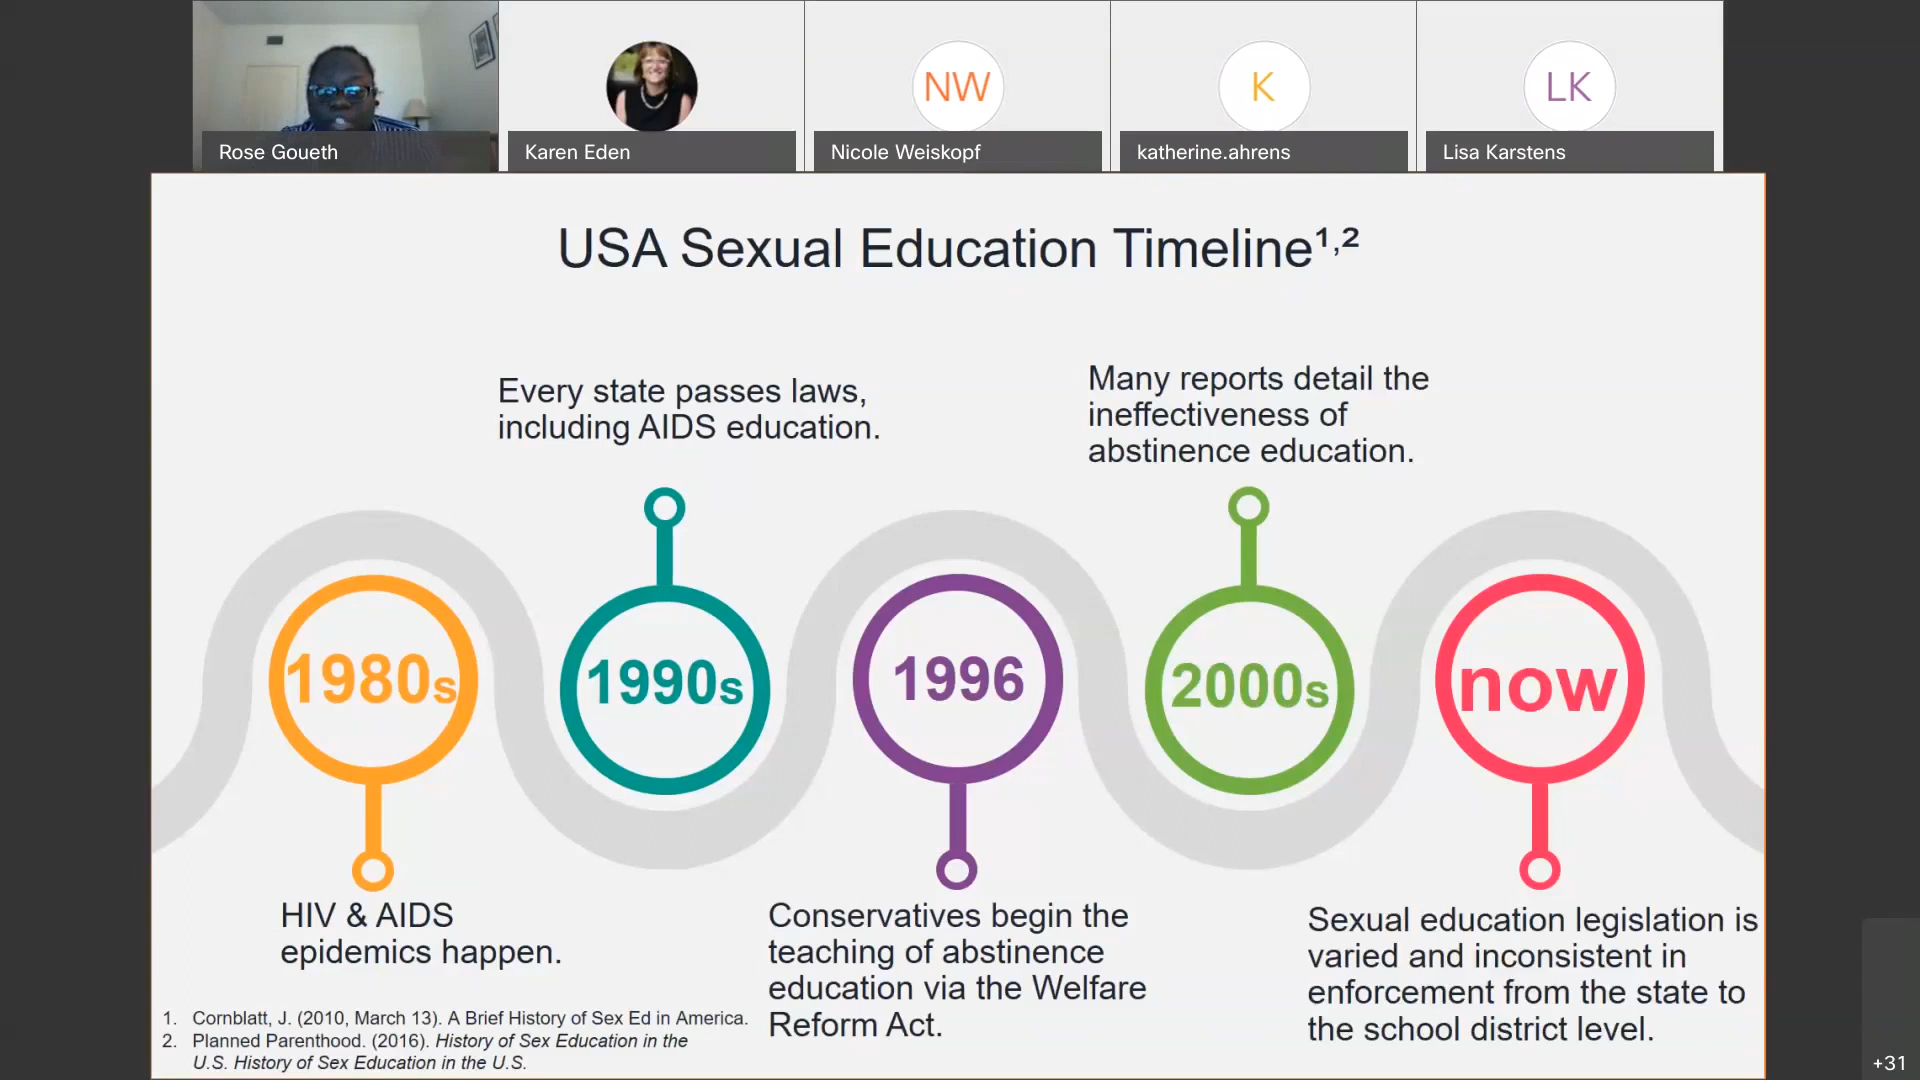 Rose Goueth
Karen Eden
NW
Nicole Weiskopf
K
katherine.ahrens
LK
Lisa Karstens
USA Sexual Education Timeline¹,²
Every state passes laws,
including AIDS education.
Many reports detail the
ineffectiveness of
abstinence education.
1980s
1990s
1996
2000s
now
HIV & AIDS
epidemics happen.
Conservatives begin the
teaching of abstinence
education via the Welfare
Reform Act.
Sexual education legislation is
varied and inconsistent in
enforcement from the state to
the school district level.
1. Cornblatt, J. (2010, March 13). A Brief History of Sex Ed in America.
2. Planned Parenthood. (2016). History of Sex Education in the
U.S. History of Sex Education in the U.S.
+31